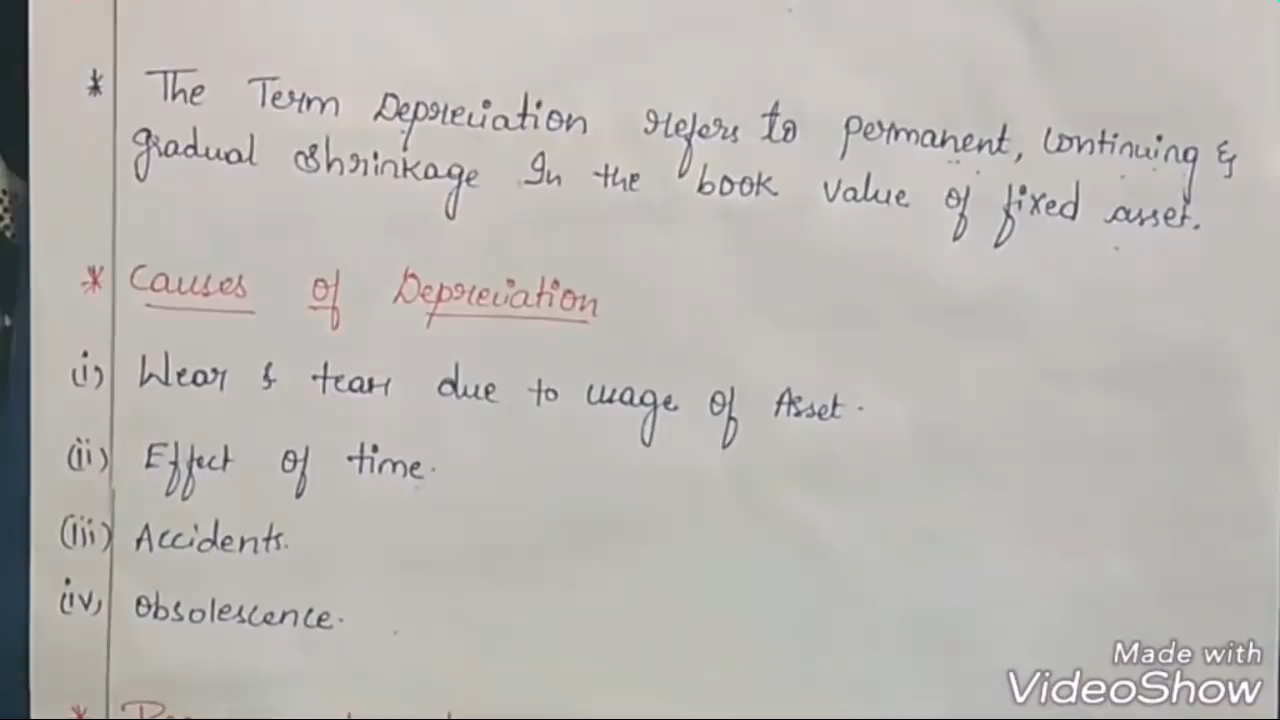 * The Term Depreciation refers to permanent, continuing &
gradual shrinkage In the book value of fixed asset.
* Causes of Depreciation
(i) Wear & tear due to usage of Asset.
(ii) Effect of time.
(iii) Accidents.
(iv) Obsolescence.
*
Made with
VideoShow